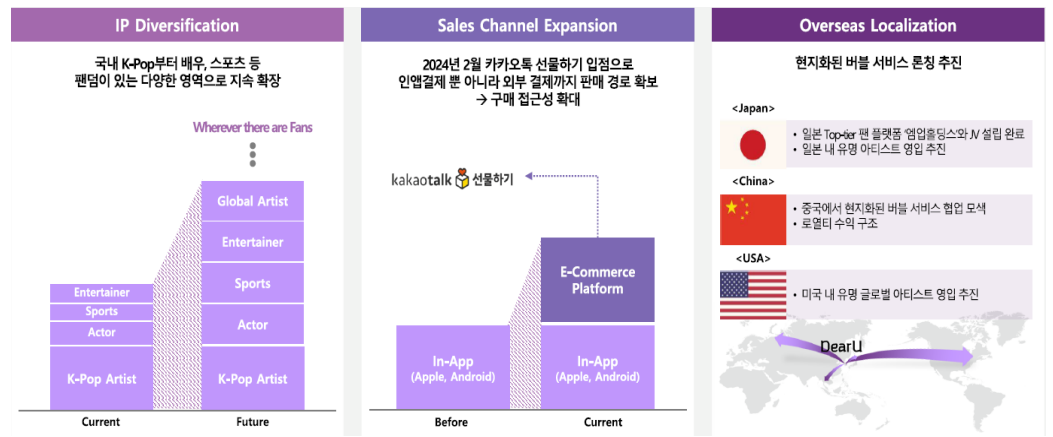 IP Diversification
국내 K-Pop부터 배우, 스포츠 등
팬덤이 있는 다양한 영역으로 지속 확장
Wherever there are Fans
Global Artist
Entertainer
Sports
Actor
K-Pop Artist
Entertainer
Sports
Actor
K-Pop Artist
Current
Future
Sales Channel Expansion
2024년 2월 카카오톡 선물하기 입점으로
인앱결제 뿐 아니라 외부 결제까지 판매 경로 확보
→ 구매 접근성 확대
kakaotalk 선물하기
E-Commerce
Platform
In-App
(Apple, Android)
In-App
(Apple, Android)
Before
Current
Overseas Localization
현지화된 버블 서비스 론칭 추진
<Japan>
• 일본 Top-tier 팬 플랫폼 '엠업홀딩스'와 JV 설립 완료
• 일본 내 유명 아티스트 영입 추진
<China>
• 중국에서 현지화된 버블 서비스 협업 모색
• 로열티 수익 구조
<USA>
• 미국 내 유명 글로벌 아티스트 영입 추진
DearU